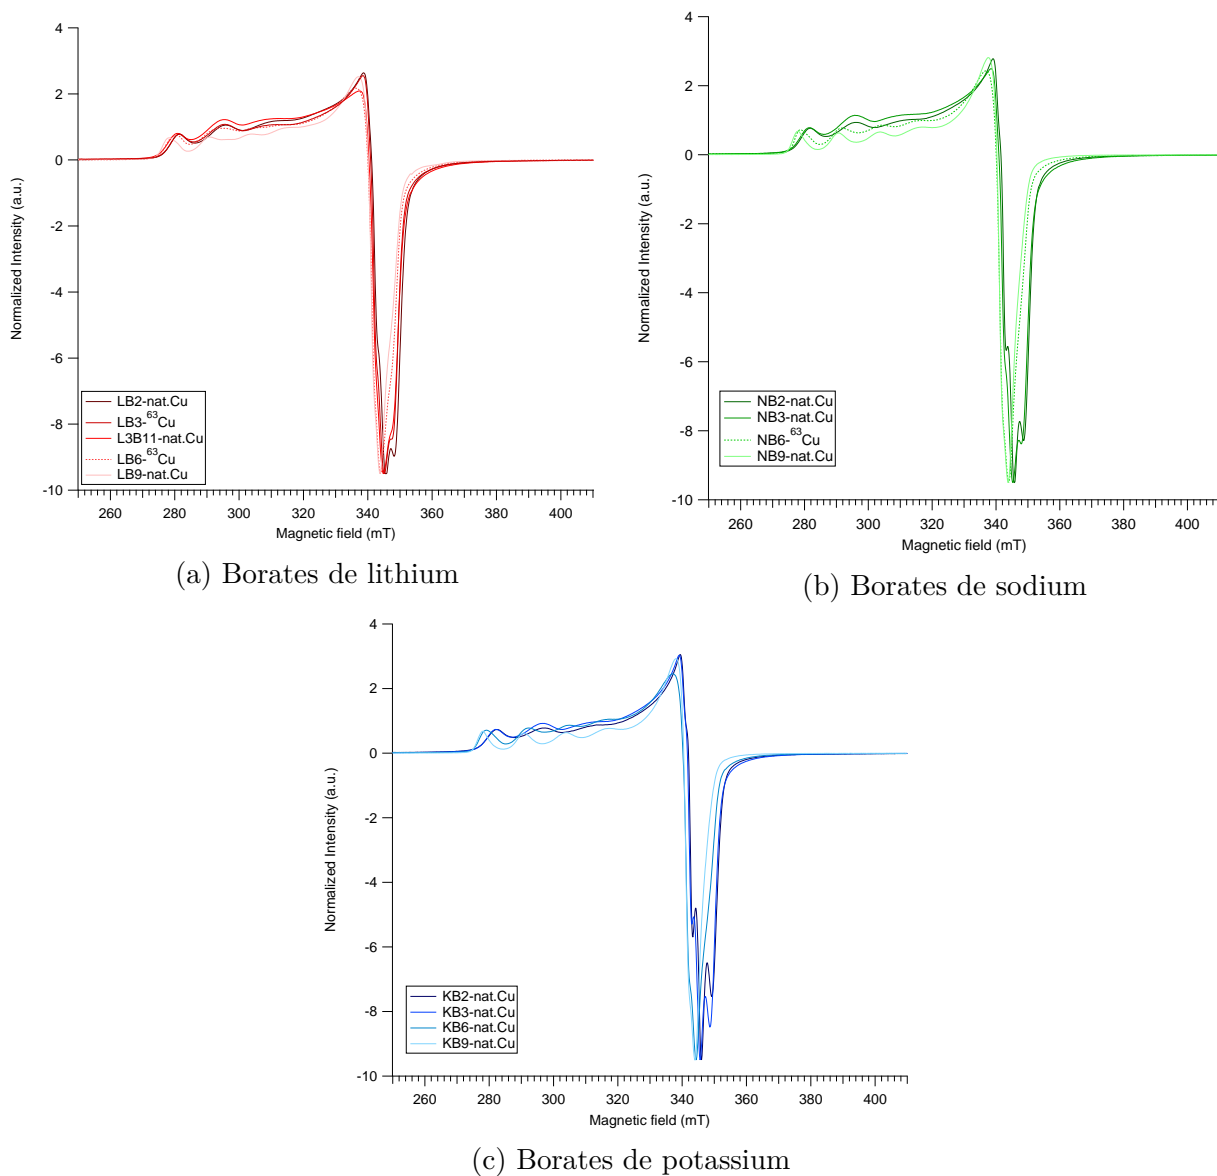 4
2
0
-2
-4
-6
-8
-10
Normalized Intensity (a.u.)
LB2-nat.Cu
LB3-⁶³Cu
L3B11-nat.Cu
LB6-⁶³Cu
LB9-nat.Cu
260 280 300 320 340 360 380 400
Magnetic field (mT)
(a) Borates de lithium
4
2
0
-2
-4
-6
-8
-10
Normalized Intensity (a.u.)
NB2-nat.Cu
NB3-nat.Cu
NB6-⁶³Cu
NB9-nat.Cu
260 280 300 320 340 360 380 400
Magnetic field (mT)
(b) Borates de sodium
4
2
0
-2
-4
-6
-8
-10
Normalized Intensity (a.u.)
KB2-nat.Cu
KB3-nat.Cu
KB6-nat.Cu
KB9-nat.Cu
260 280 300 320 340 360 380 400
Magnetic field (mT)
(c) Borates de potassium